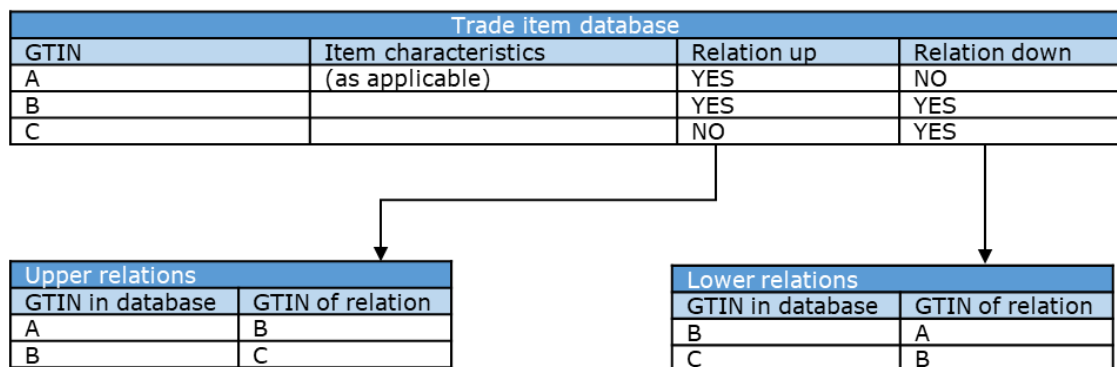 Trade item database
GTIN Item characteristics Relation up Relation down
A (as applicable) YES NO
B YES YES
C NO YES
Upper relations
GTIN in database GTIN of relation
A B
B C
Lower relations
GTIN in database GTIN of relation
B A
C B